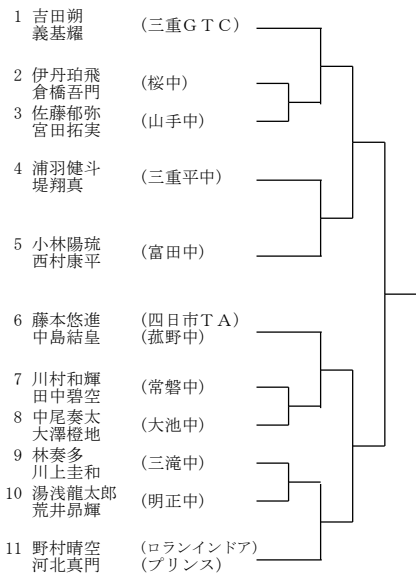 1 吉田朔 (三重ＧＴＣ)
義基耀
2 伊丹珀飛 (桜中)
倉橋吾門
3 佐藤郁弥 (山手中)
宮田拓実
4 浦羽健斗 (三重平中)
堤翔真
5 小林陽琉 (富田中)
西村康平
6 藤本悠進 (四日市ＴＡ)
中島結皇 (菰野中)
7 川村和輝 (常磐中)
田中碧空
8 中尾奏太 (大池中)
大澤橙地
9 林奏多 (三滝中)
川上圭和
10 湯浅龍太郎 (明正中)
荒井昴輝
11 野村晴空 (ロランインドア)
河北真門 (プリンス)